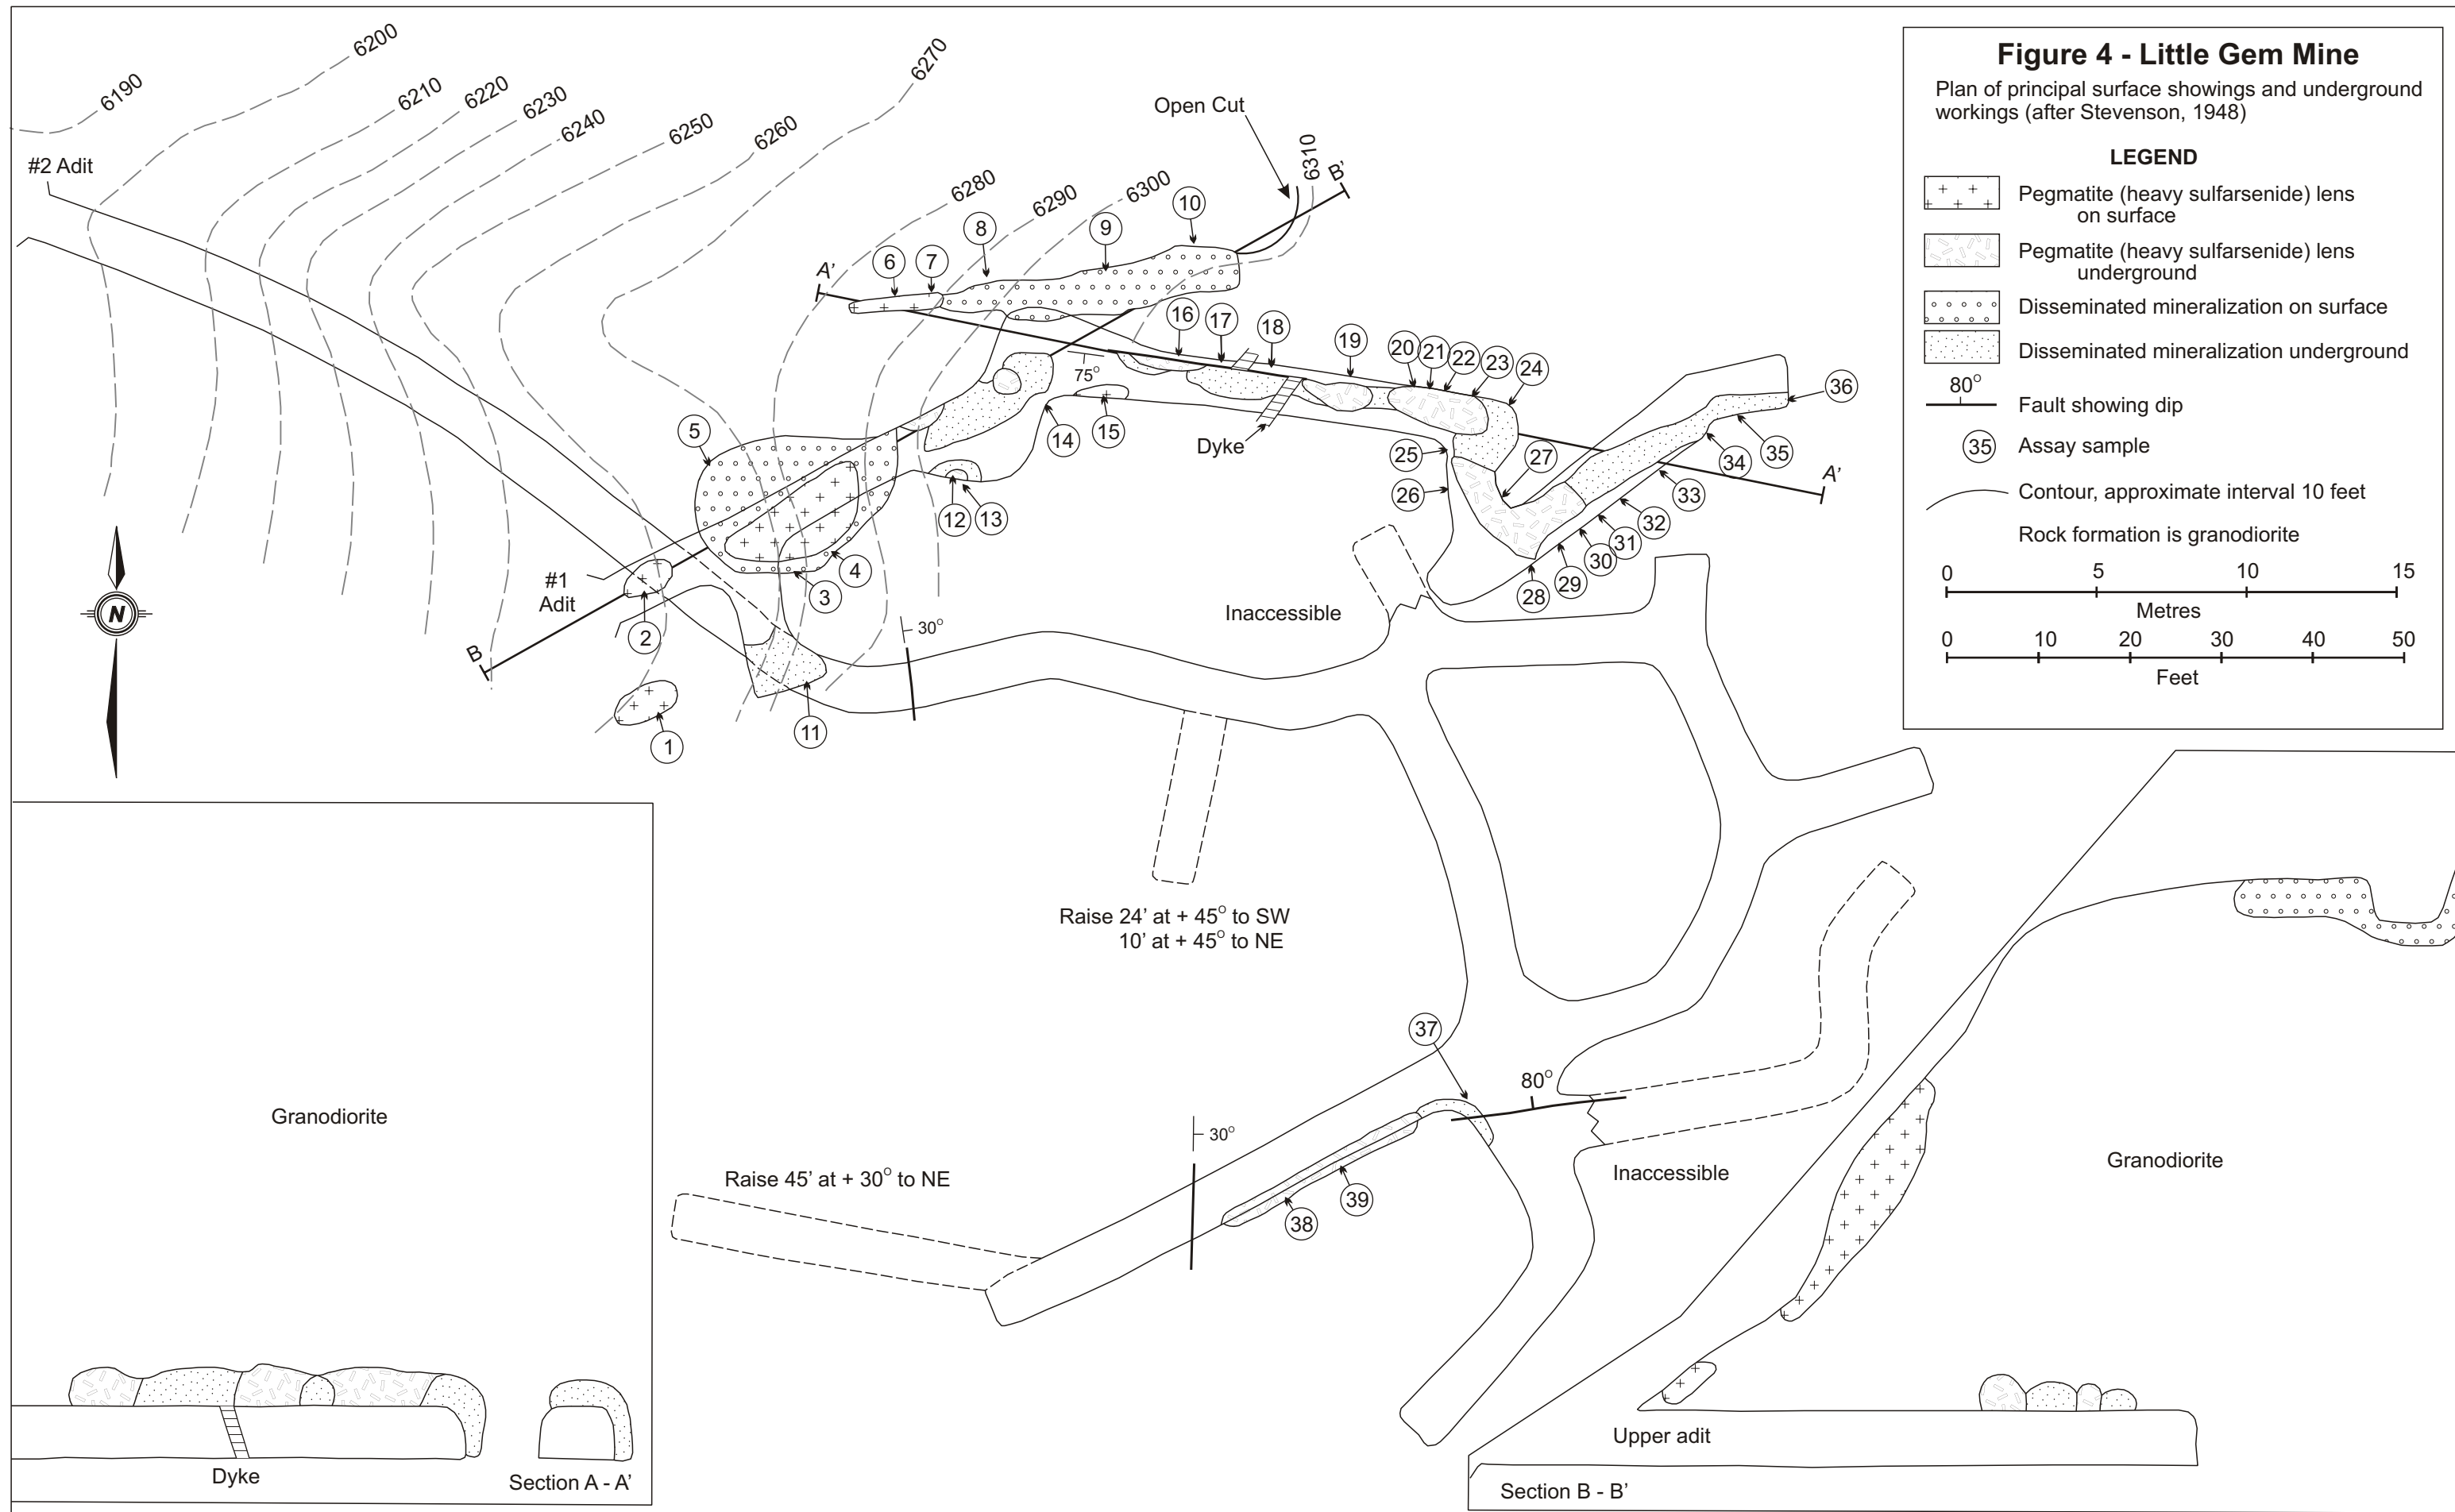 Figure 4 - Little Gem Mine
Plan of principal surface showings and underground
workings (after Stevenson, 1948)
LEGEND
Pegmatite (heavy sulfarsenide) lens
on surface
Pegmatite (heavy sulfarsenide) lens
underground
Disseminated mineralization on surface
Disseminated mineralization underground
80°
Fault showing dip
35
Assay sample
Contour, approximate interval 10 feet
Rock formation is granodiorite
0 5 10 15
Metres
0 10 20 30 40 50
Feet
6190
6200
6210
6220
6230
6240
6250
6260
6270
6280
6290
6300
6310
#2 Adit
Open Cut
B'
A'
8
9
10
6
7
16
17
18
19
20
21
22
23
24
36
75°
5
14
15
Dyke
25
26
27
34
35
A'
33
12
13
32
31
30
29
28
#1
Adit
4
3
2
B
Inaccessible
30°
N
1
11
Raise 24' at + 45° to SW
10' at + 45° to NE
37
80°
30°
Inaccessible
Raise 45' at + 30° to NE
39
38
Granodiorite
Dyke
Section A - A'
Granodiorite
Upper adit
Section B - B'